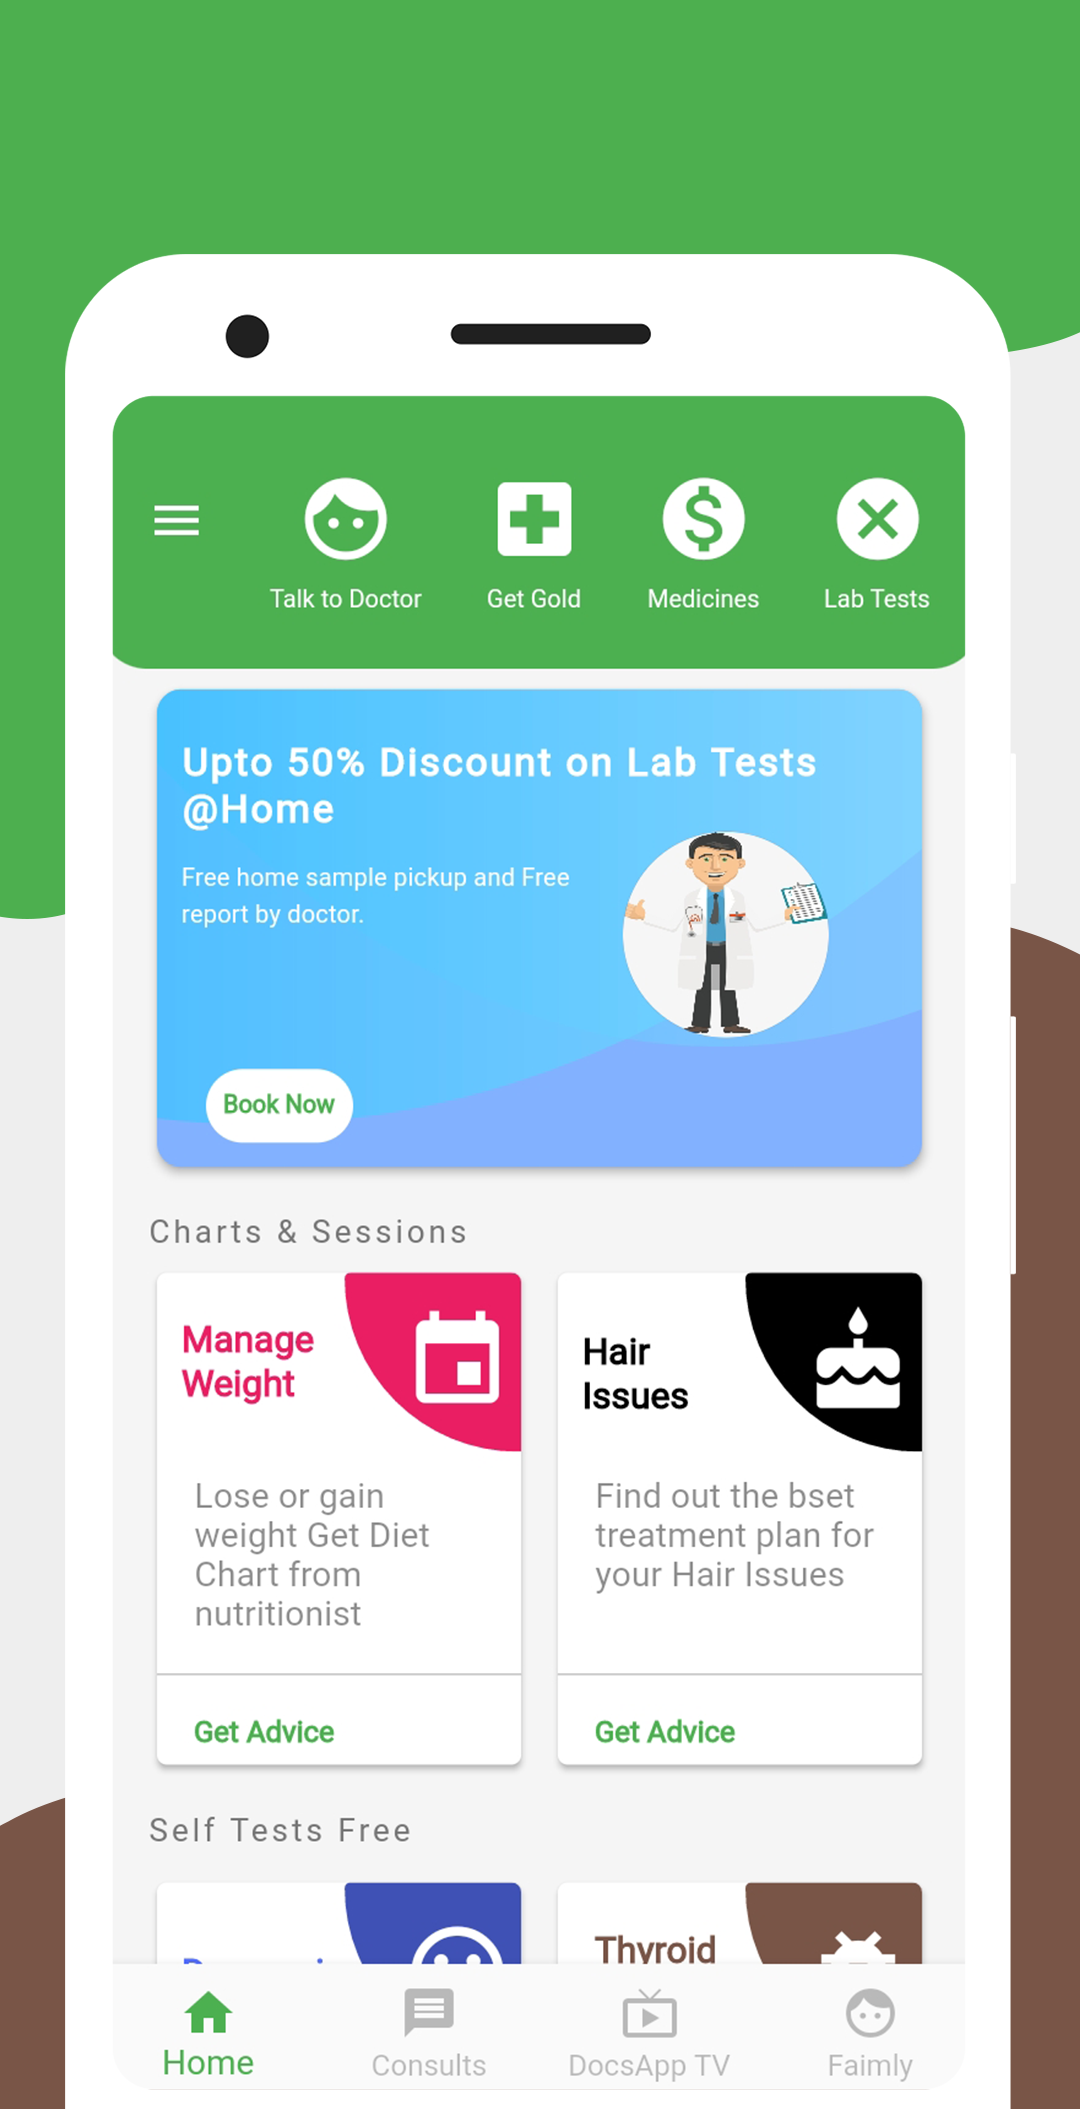 Talk to Doctor
Get Gold
Medicines
Lab Tests
Upto 50% Discount on Lab Tests
@Home
Free home sample pickup and Free
report by doctor.
Book Now
Charts & Sessions
Manage
Weight
Lose or gain
weight Get Diet
Chart from
nutritionist
Get Advice
Hair
Issues
Find out the bset
treatment plan for
your Hair Issues
Get Advice
Self Tests Free
Thyroid
Home
Consults
DocsApp TV
Faimly